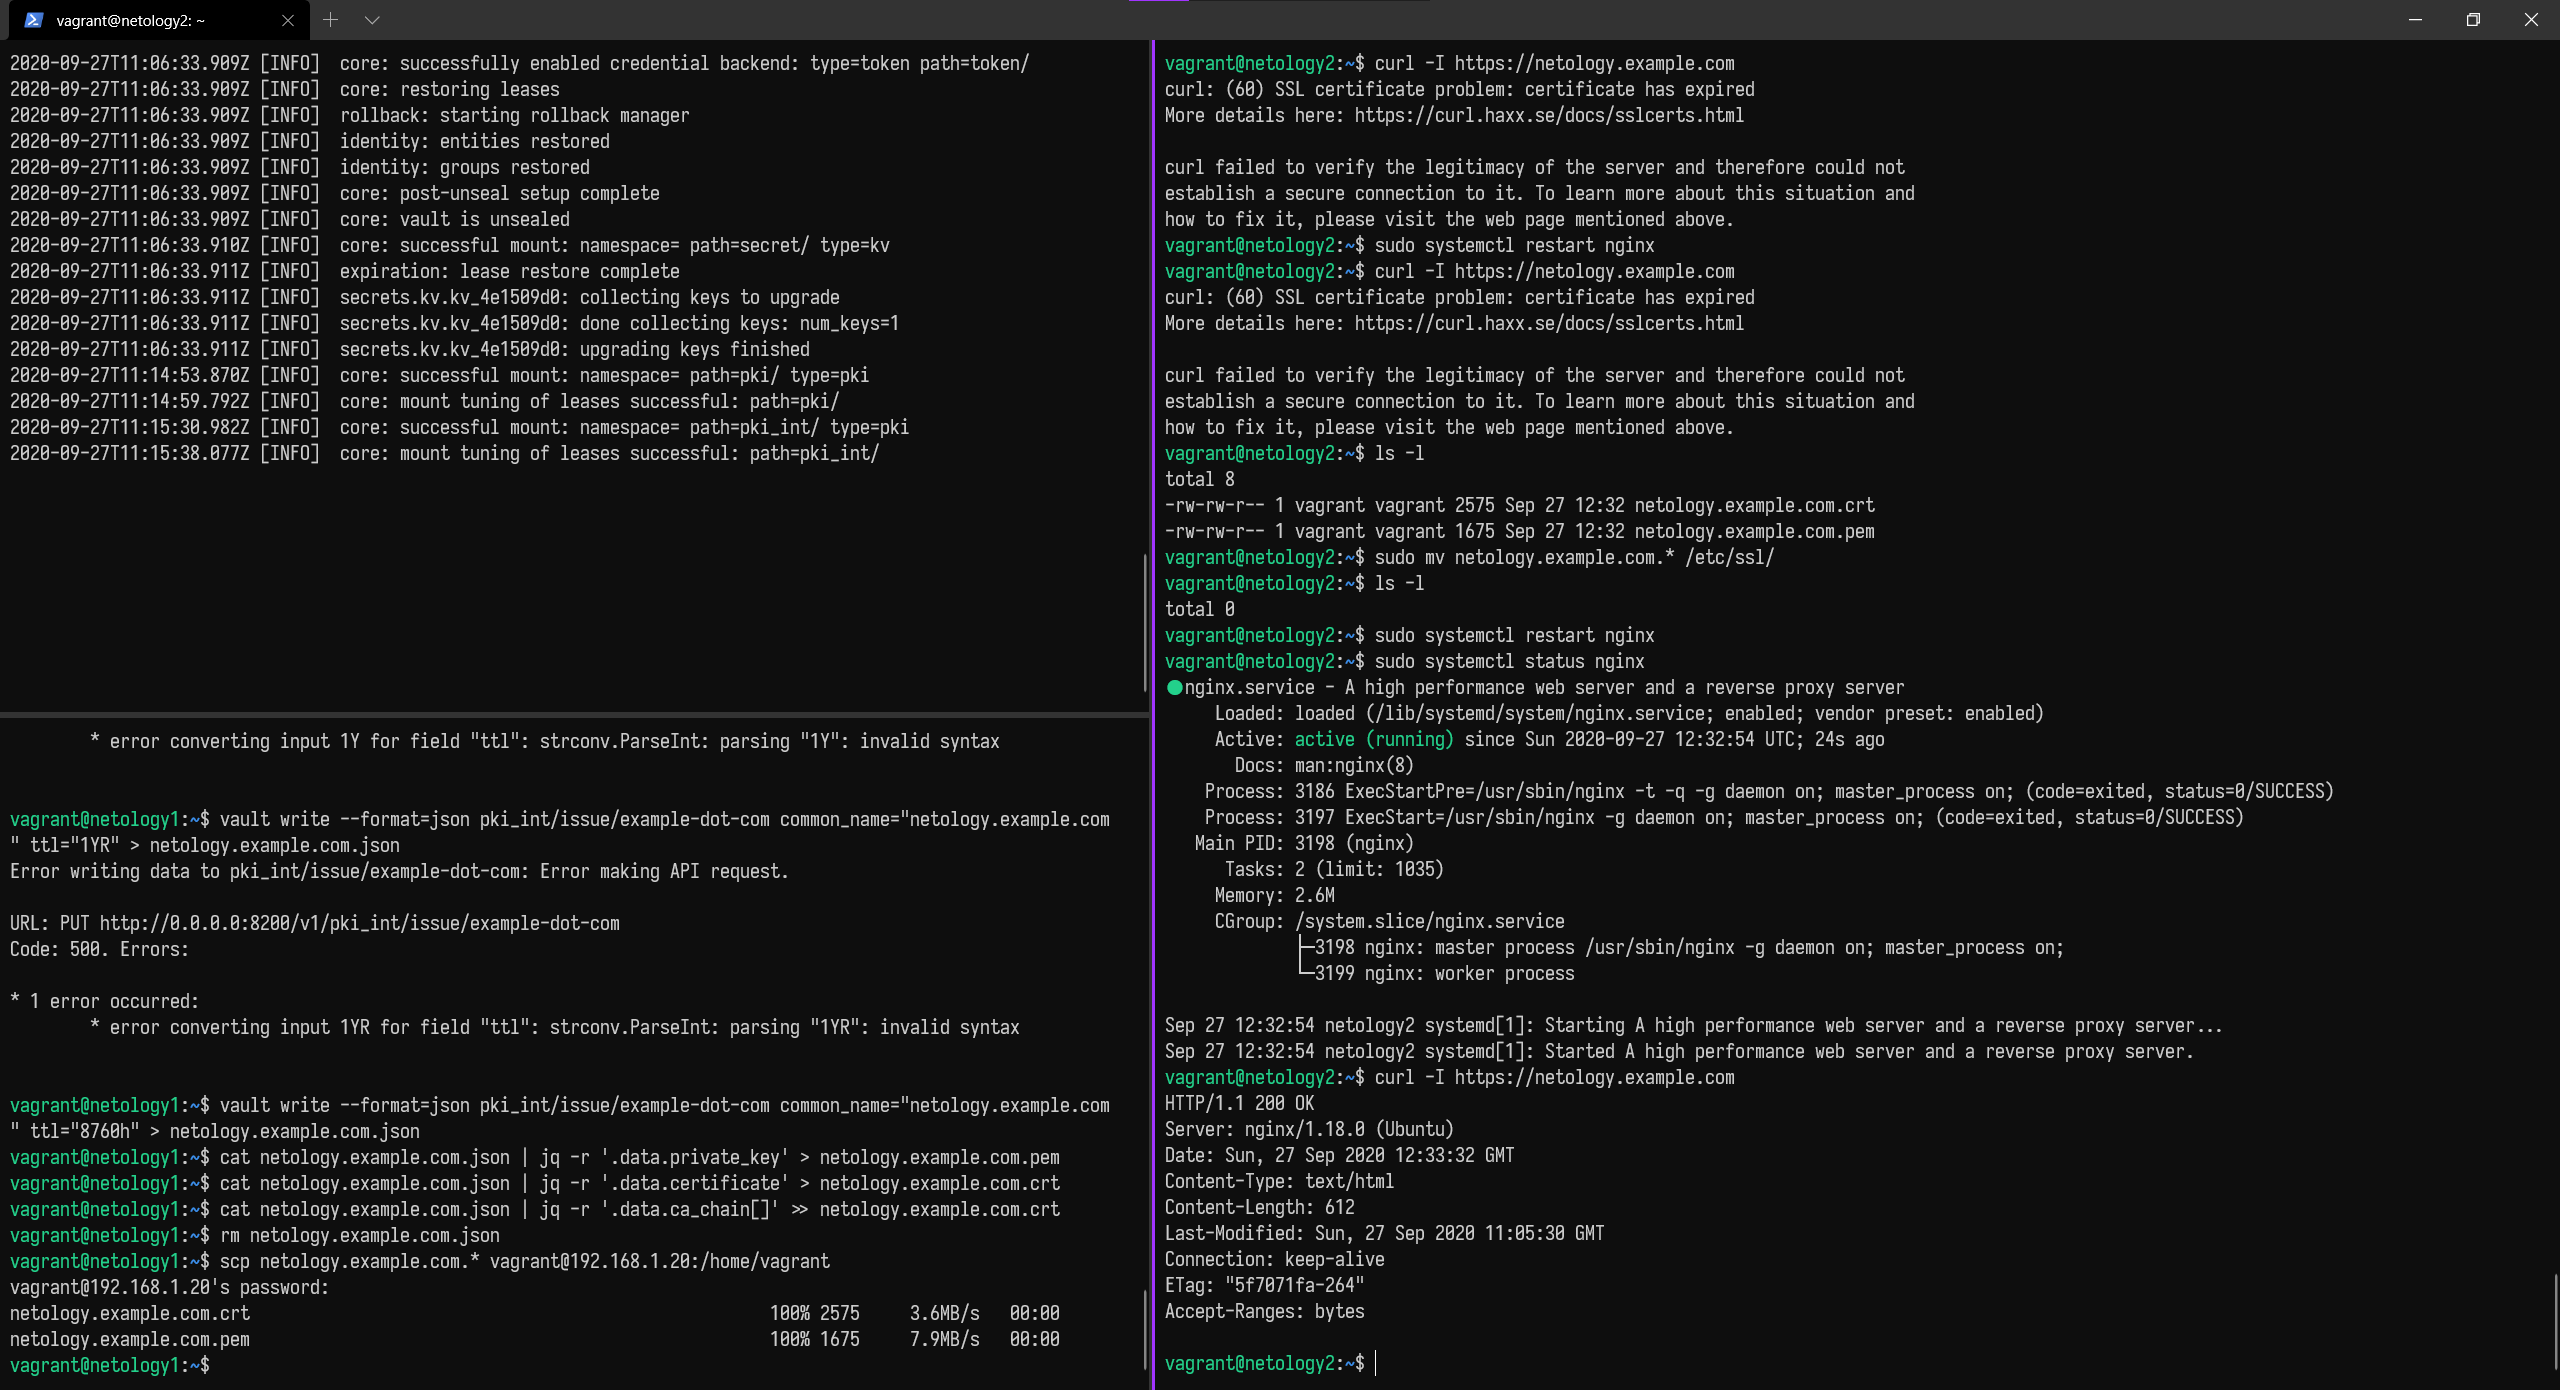 vagrant@netology2: ~
2020-09-27T11:06:33.909Z [INFO]  core: successfully enabled credential backend: type=token path=token/
2020-09-27T11:06:33.909Z [INFO]  core: restoring leases
2020-09-27T11:06:33.909Z [INFO]  rollback: starting rollback manager
2020-09-27T11:06:33.909Z [INFO]  identity: entities restored
2020-09-27T11:06:33.909Z [INFO]  identity: groups restored
2020-09-27T11:06:33.909Z [INFO]  core: post-unseal setup complete
2020-09-27T11:06:33.909Z [INFO]  core: vault is unsealed
2020-09-27T11:06:33.910Z [INFO]  core: successful mount: namespace= path=secret/ type=kv
2020-09-27T11:06:33.911Z [INFO]  expiration: lease restore complete
2020-09-27T11:06:33.911Z [INFO]  secrets.kv.kv_4e1509d0: collecting keys to upgrade
2020-09-27T11:06:33.911Z [INFO]  secrets.kv.kv_4e1509d0: done collecting keys: num_keys=1
2020-09-27T11:06:33.911Z [INFO]  secrets.kv.kv_4e1509d0: upgrading keys finished
2020-09-27T11:14:53.870Z [INFO]  core: successful mount: namespace= path=pki/ type=pki
2020-09-27T11:14:59.792Z [INFO]  core: mount tuning of leases successful: path=pki/
2020-09-27T11:15:30.982Z [INFO]  core: successful mount: namespace= path=pki_int/ type=pki
2020-09-27T11:15:38.077Z [INFO]  core: mount tuning of leases successful: path=pki_int/
* error converting input 1Y for field "ttl": strconv.ParseInt: parsing "1Y": invalid syntax
vagrant@netology1:~$ vault write --format=json pki_int/issue/example-dot-com common_name="netology.example.com
" ttl="1YR" > netology.example.com.json
Error writing data to pki_int/issue/example-dot-com: Error making API request.
URL: PUT http://0.0.0.0:8200/v1/pki_int/issue/example-dot-com
Code: 500. Errors:
* 1 error occurred:
* error converting input 1YR for field "ttl": strconv.ParseInt: parsing "1YR": invalid syntax
vagrant@netology1:~$ vault write --format=json pki_int/issue/example-dot-com common_name="netology.example.com
" ttl="8760h" > netology.example.com.json
vagrant@netology1:~$ cat netology.example.com.json | jq -r '.data.private_key' > netology.example.com.pem
vagrant@netology1:~$ cat netology.example.com.json | jq -r '.data.certificate' > netology.example.com.crt
vagrant@netology1:~$ cat netology.example.com.json | jq -r '.data.ca_chain[]' >> netology.example.com.crt
vagrant@netology1:~$ rm netology.example.com.json
vagrant@netology1:~$ scp netology.example.com.* vagrant@192.168.1.20:/home/vagrant
vagrant@192.168.1.20's password:
netology.example.com.crt 100% 2575 3.6MB/s 00:00
netology.example.com.pem 100% 1675 7.9MB/s 00:00
vagrant@netology1:~$
vagrant@netology2:~$ curl -I https://netology.example.com
curl: (60) SSL certificate problem: certificate has expired
More details here: https://curl.haxx.se/docs/sslcerts.html
curl failed to verify the legitimacy of the server and therefore could not
establish a secure connection to it. To learn more about this situation and
how to fix it, please visit the web page mentioned above.
vagrant@netology2:~$ sudo systemctl restart nginx
vagrant@netology2:~$ curl -I https://netology.example.com
curl: (60) SSL certificate problem: certificate has expired
More details here: https://curl.haxx.se/docs/sslcerts.html
curl failed to verify the legitimacy of the server and therefore could not
establish a secure connection to it. To learn more about this situation and
how to fix it, please visit the web page mentioned above.
vagrant@netology2:~$ ls -l
total 8
-rw-rw-r-- 1 vagrant vagrant 2575 Sep 27 12:32 netology.example.com.crt
-rw-rw-r-- 1 vagrant vagrant 1675 Sep 27 12:32 netology.example.com.pem
vagrant@netology2:~$ sudo mv netology.example.com.* /etc/ssl/
vagrant@netology2:~$ ls -l
total 0
vagrant@netology2:~$ sudo systemctl restart nginx
vagrant@netology2:~$ sudo systemctl status nginx
● nginx.service - A high performance web server and a reverse proxy server
Loaded: loaded (/lib/systemd/system/nginx.service; enabled; vendor preset: enabled)
Active: active (running) since Sun 2020-09-27 12:32:54 UTC; 24s ago
Docs: man:nginx(8)
Process: 3186 ExecStartPre=/usr/sbin/nginx -t -q -g daemon on; master_process on; (code=exited, status=0/SUCCESS)
Process: 3197 ExecStart=/usr/sbin/nginx -g daemon on; master_process on; (code=exited, status=0/SUCCESS)
Main PID: 3198 (nginx)
Tasks: 2 (limit: 1035)
Memory: 2.6M
CGroup: /system.slice/nginx.service
├─3198 nginx: master process /usr/sbin/nginx -g daemon on; master_process on;
└─3199 nginx: worker process
Sep 27 12:32:54 netology2 systemd[1]: Starting A high performance web server and a reverse proxy server...
Sep 27 12:32:54 netology2 systemd[1]: Started A high performance web server and a reverse proxy server.
vagrant@netology2:~$ curl -I https://netology.example.com
HTTP/1.1 200 OK
Server: nginx/1.18.0 (Ubuntu)
Date: Sun, 27 Sep 2020 12:33:32 GMT
Content-Type: text/html
Content-Length: 612
Last-Modified: Sun, 27 Sep 2020 11:05:30 GMT
Connection: keep-alive
ETag: "5f7071fa-264"
Accept-Ranges: bytes
vagrant@netology2:~$